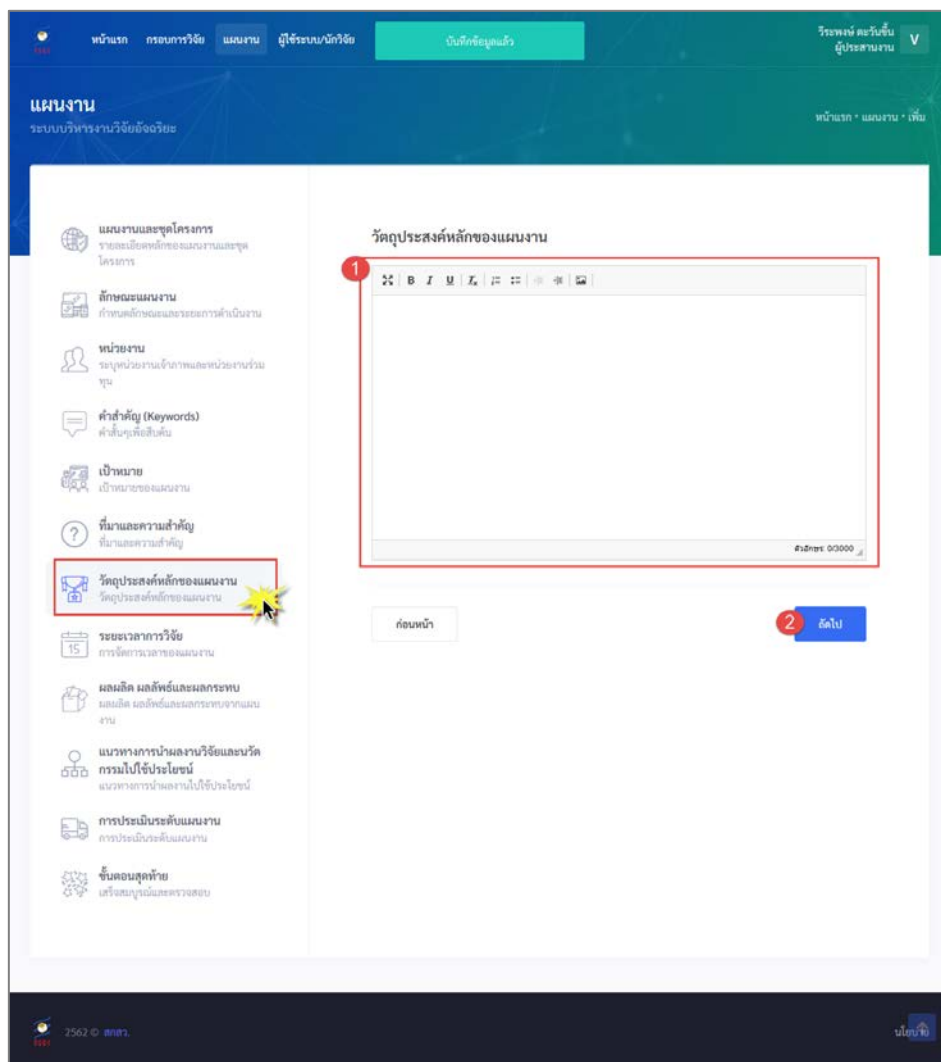 หน้าแรก กรอบการวิจัย แผนงาน ผู้ใช้ระบบ/นักวิจัย บันทึกข้อมูลแล้ว วีระพงษ์ ตะวันขึ้น
ผู้ประสานงาน V
แผนงาน
ระบบบริหารงานวิจัยอัจฉริยะ
หน้าแรก • แผนงาน • เพิ่ม
แผนงานและชุดโครงการ
รายละเอียดหลักของแผนงานและชุด
โครงการ
ลักษณะแผนงาน
กำหนดลักษณะและระยะการดำเนินงาน
หน่วยงาน
ระบุหน่วยงานเจ้าภาพและหน่วยงานร่วม
ทุน
คำสำคัญ (Keywords)
คำสั้นๆเพื่อสืบค้น
เป้าหมาย
เป้าหมายของแผนงาน
ที่มาและความสำคัญ
ที่มาและความสำคัญ
วัตถุประสงค์หลักของแผนงาน
วัตถุประสงค์หลักของแผนงาน
ระยะเวลาการวิจัย
15
การจัดการเวลาของแผนงาน
ผลผลิต ผลลัพธ์และผลกระทบ
ผลผลิต ผลลัพธ์และผลกระทบจากแผน
งาน
แนวทางการนำผลงานวิจัยและนวัต
กรรมไปใช้ประโยชน์
แนวทางการนำผลงานไปใช้ประโยชน์
การประเมินระดับแผนงาน
การประเมินระดับแผนงาน
ขั้นตอนสุดท้าย
เสร็จสมบูรณ์และตรวจสอบ
วัตถุประสงค์หลักของแผนงาน
1
B I U Ix
ตัวอักษร: 0/3000
ก่อนหน้า
2 ถัดไป
2562 © สกสว.